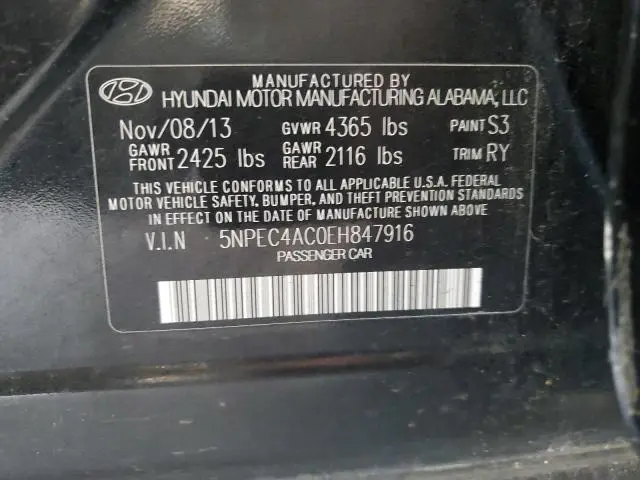 MANUFACTURED BY
HYUNDAI MOTOR MANUFACTURING ALABAMA, LLC
Nov/08/13 GVWR 4365 lbs PAINT S3
GAWR FRONT 2425 lbs GAWR REAR 2116 lbs TRIM RY
THIS VEHICLE CONFORMS TO ALL APPLICABLE U.S.A. FEDERAL
MOTOR VEHICLE SAFETY, BUMPER, AND THEFT PREVENTION STANDARDS
IN EFFECT ON THE DATE OF MANUFACTURE SHOWN ABOVE.
V.I.N 5NPEC4AC0EH847916
PASSENGER CAR